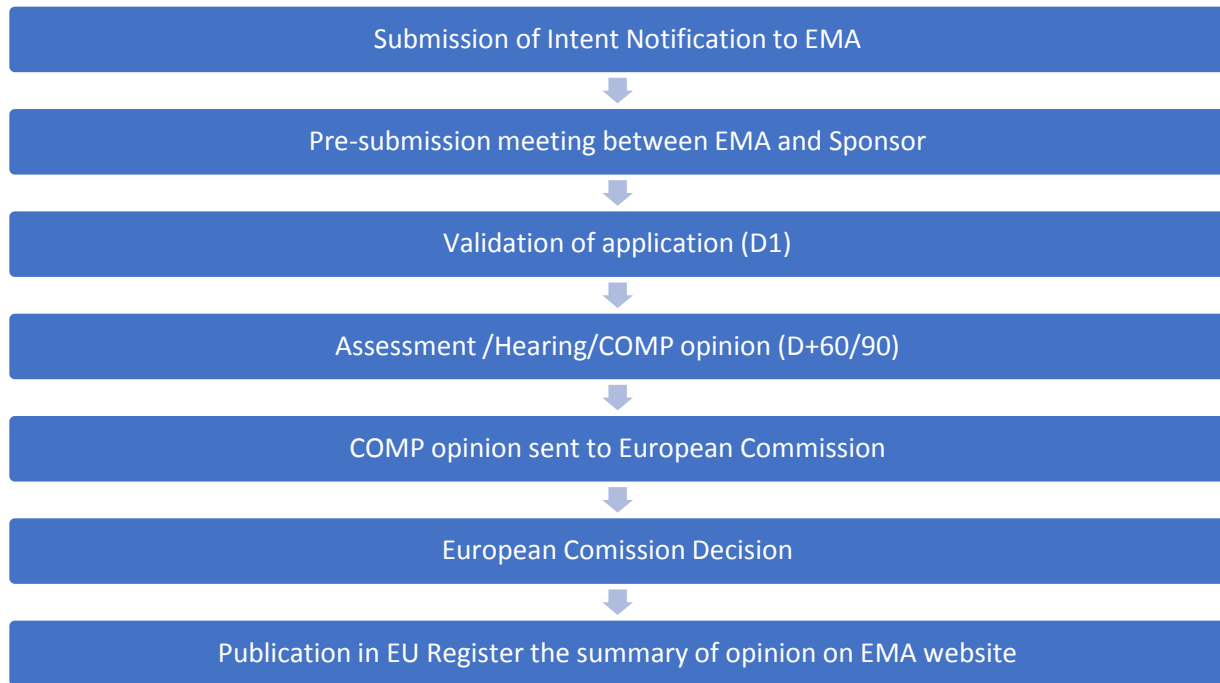 Submission of Intent Notification to EMA
Pre-submission meeting between EMA and Sponsor
Validation of application (D1)
Assessment /Hearing/COMP opinion (D+60/90)
COMP opinion sent to European Commission
European Comission Decision
Publication in EU Register the summary of opinion on EMA website